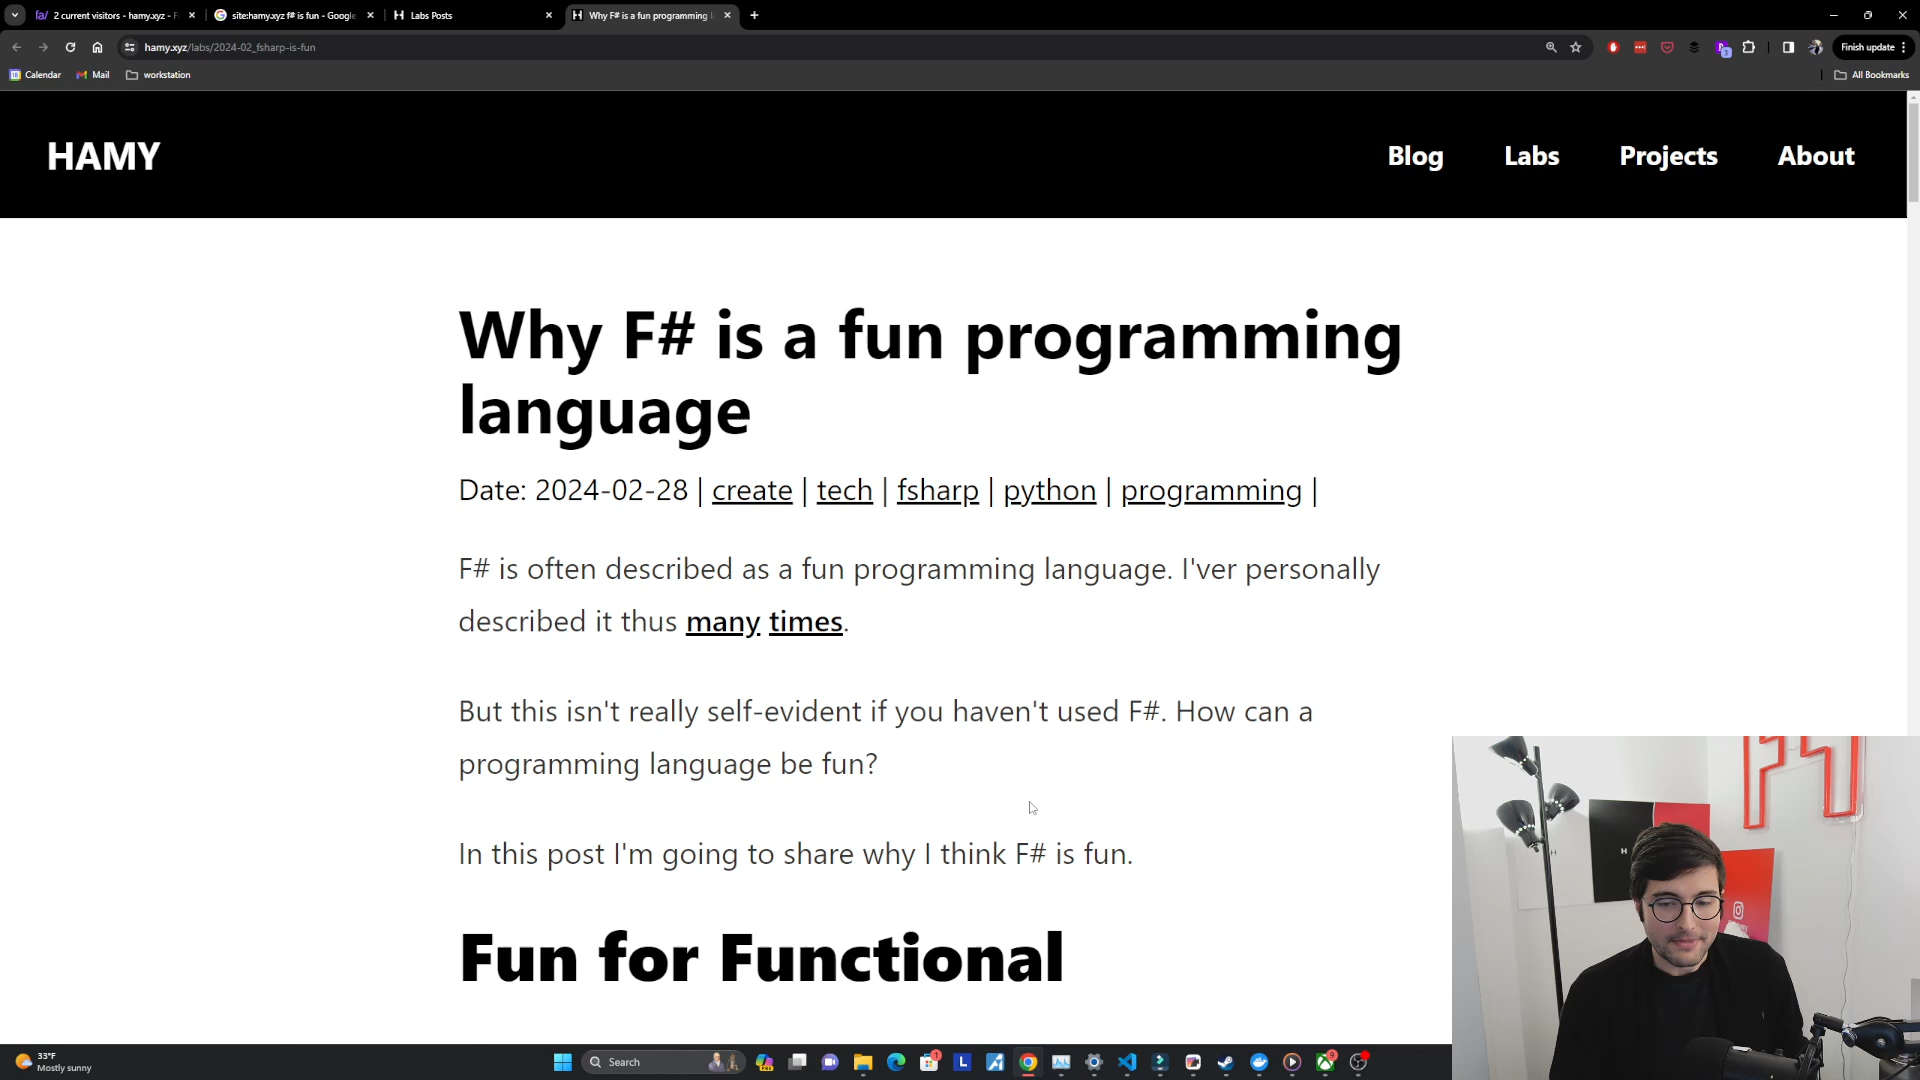 2 current visitors - hamy.xyz - F
site:hamy.xyz f# is fun - Google
Labs Posts
Why F# is a fun programming l
hamy.xyz/labs/2024-02_fsharp-is-fun
Finish update
Calendar
Mail
workstation
All Bookmarks
HAMY
Blog
Labs
Projects
About
Why F# is a fun programming
language
Date: 2024-02-28 | create | tech | fsharp | python | programming |
F# is often described as a fun programming language. I'ver personally
described it thus many times.
But this isn't really self-evident if you haven't used F#. How can a
programming language be fun?
In this post I'm going to share why I think F# is fun.
Fun for Functional
33°F
Mostly sunny
Search